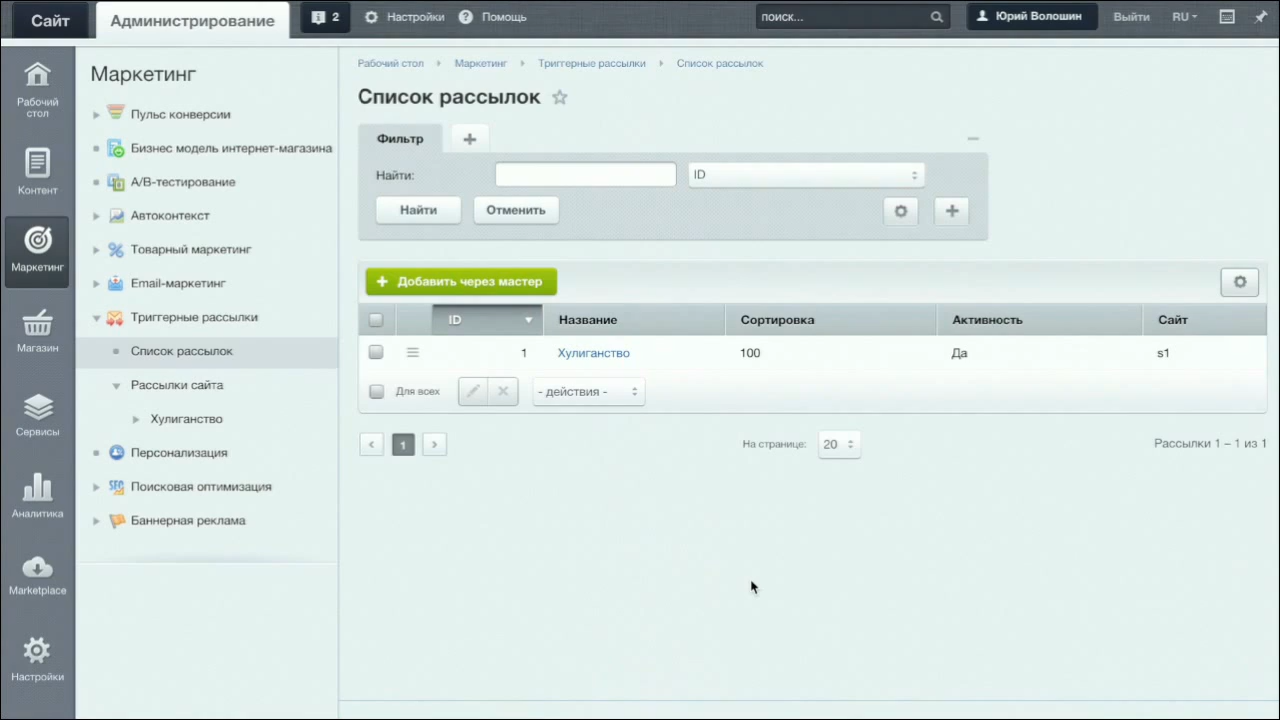 Сайт
Администрирование
2
Настройки
Помощь
поиск...
Юрий Волошин
Выйти
RU
Рабочий стол
Контент
Маркетинг
Магазин
Сервисы
Аналитика
Marketplace
Настройки
Маркетинг
Пульс конверсии
Бизнес модель интернет-магазина
A/B-тестирование
Автоконтекст
Товарный маркетинг
Email-маркетинг
Триггерные рассылки
Список рассылок
Рассылки сайта
Хулиганство
Персонализация
Поисковая оптимизация
Баннерная реклама
Рабочий стол Маркетинг Триггерные рассылки Список рассылок
Список рассылок
Фильтр
Найти:
ID
Найти
Отменить
Добавить через мастер
ID Название Сортировка Активность Сайт
1 Хулиганство 100 Да s1
Для всех - действия -
1
На странице: 20
Рассылки 1 – 1 из 1